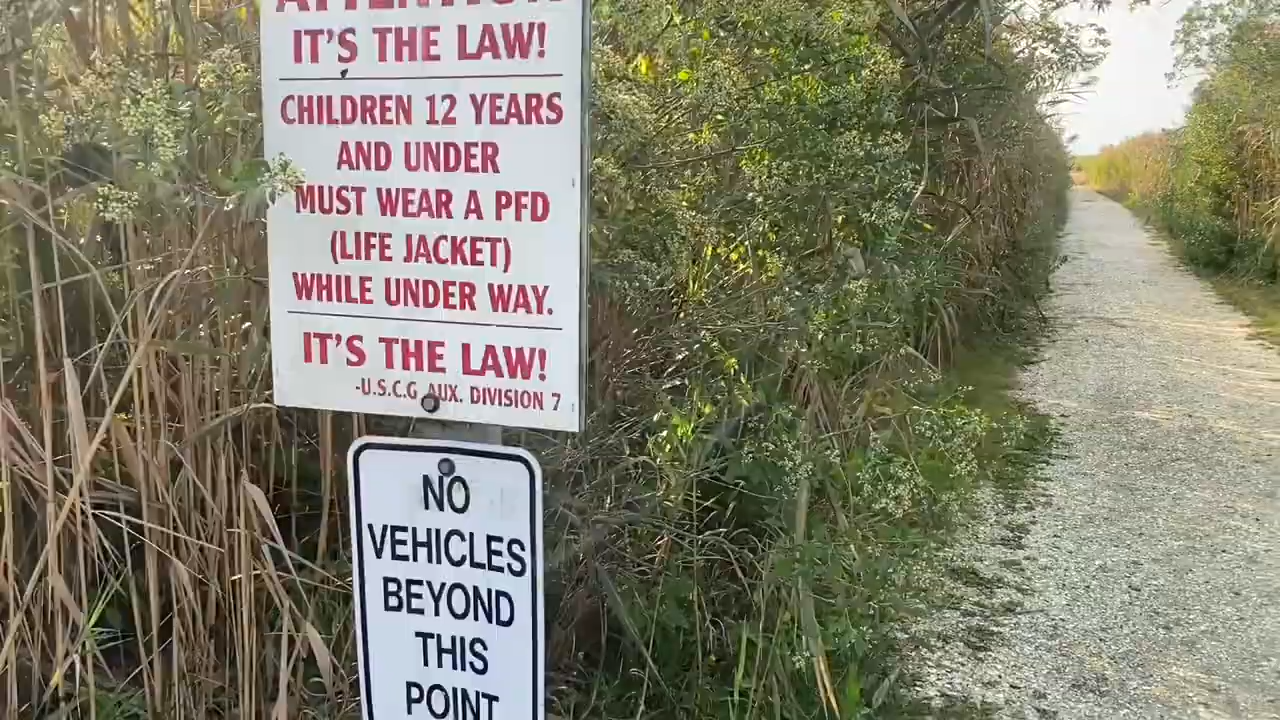 ATTENTION
IT'S THE LAW!
CHILDREN 12 YEARS
AND UNDER
MUST WEAR A PFD
(LIFE JACKET)
WHILE UNDER WAY.
IT'S THE LAW!
-U.S.C.G. AUX. DIVISION 7
NO
VEHICLES
BEYOND
THIS
POINT